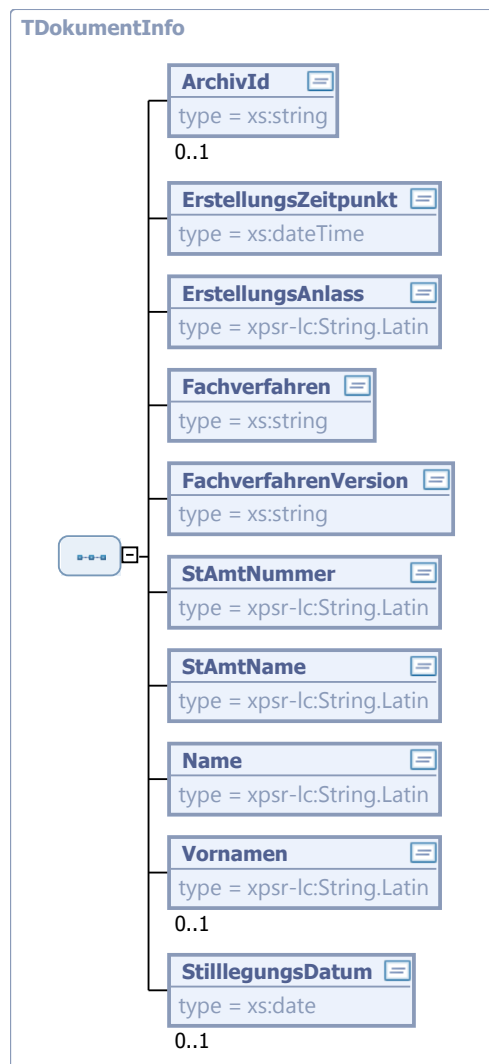 TDokumentInfo
ArchivId
type = xs:string
0..1
ErstellungsZeitpunkt
type = xs:dateTime
ErstellungsAnlass
type = xpsr-lc:String.Latin
Fachverfahren
type = xs:string
FachverfahrenVersion
type = xs:string
StAmtNummer
type = xpsr-lc:String.Latin
StAmtName
type = xpsr-lc:String.Latin
Name
type = xpsr-lc:String.Latin
Vornamen
type = xpsr-lc:String.Latin
0..1
StilllegungsDatum
type = xs:date
0..1